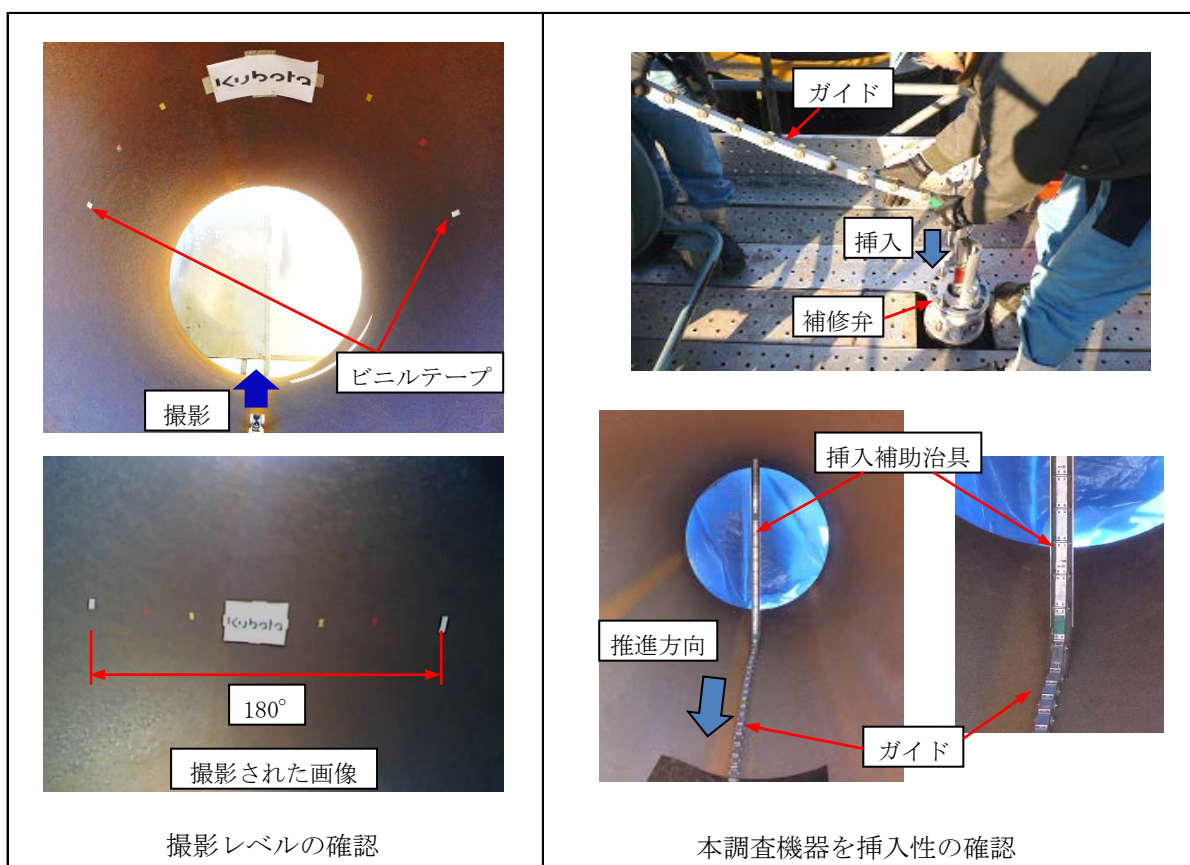 Kubota
ビニルテープ
撮影
Kubota
180°
撮影された画像
撮影レベルの確認
ガイド
挿入
補修弁
挿入補助治具
推進方向
ガイド
本調査機器を挿入性の確認